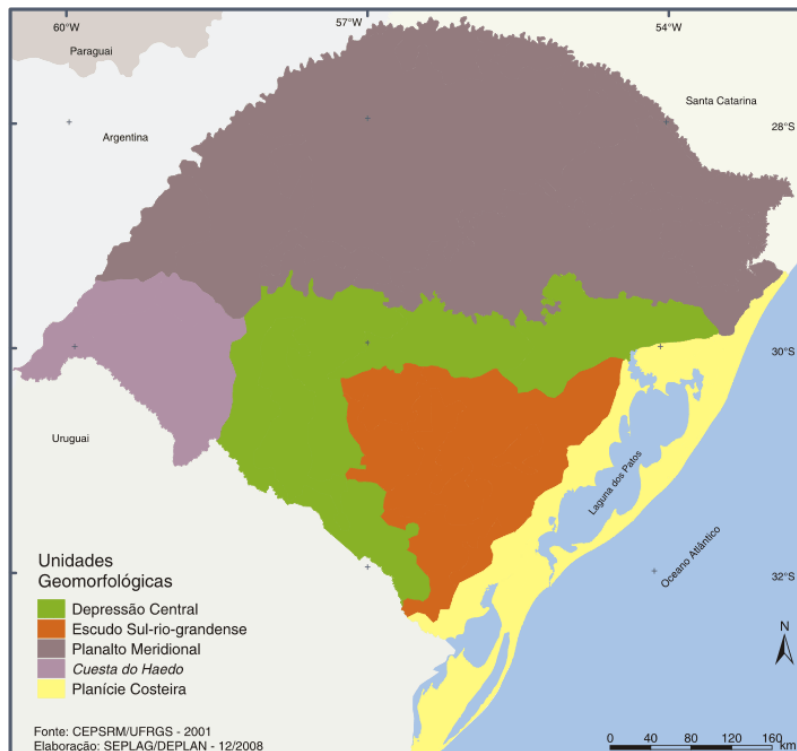 60°W
57°W
54°W
Paraguai
Santa Catarina
28°S
Argentina
30°S
Uruguai
Laguna dos Patos
Oceano Atlântico
32°S
Unidades
Geomorfológicas
Depressão Central
Escudo Sul-rio-grandense
Planalto Meridional
Cuesta do Haedo
Planície Costeira
N
Fonte: CEPSRM/UFRGS - 2001
Elaboração: SEPLAG/DEPLAN - 12/2008
0 40 80 120 160
km